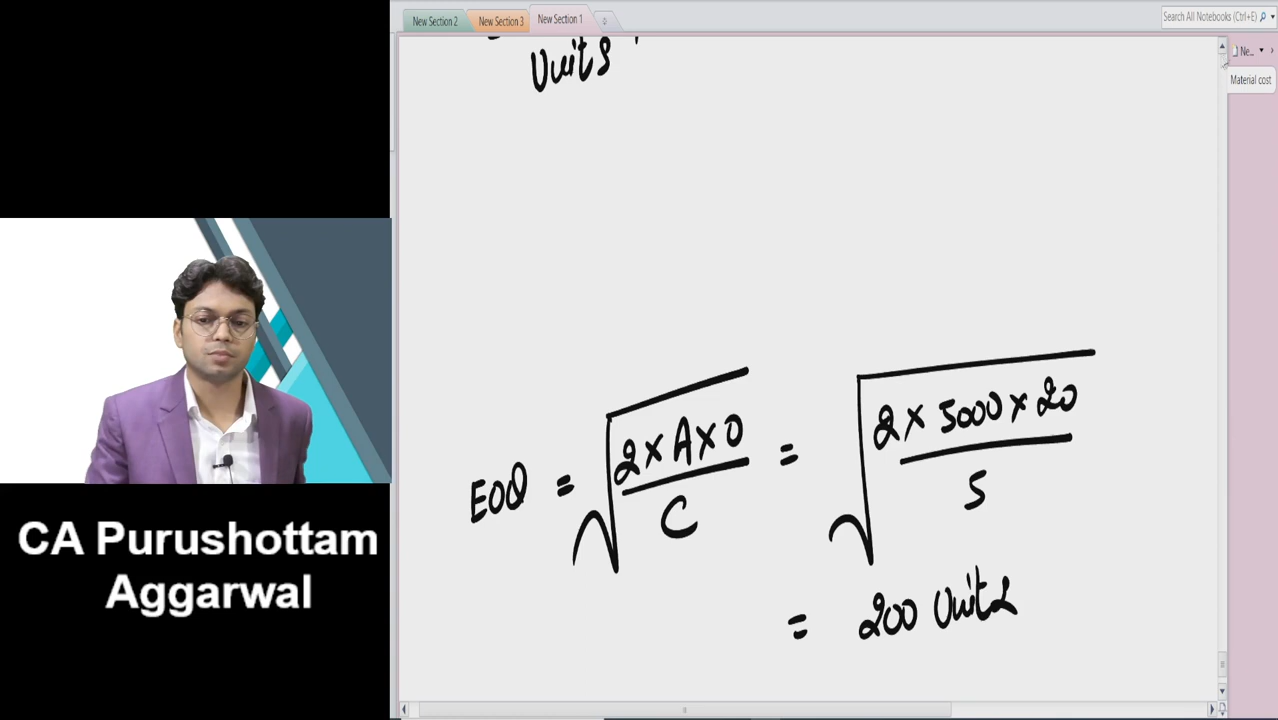 New Section 2
New Section 3
New Section 1
Search All Notebooks (Ctrl+E)
Ne...
Material cost
Units
EOQ = √(2 × A × O / C) = √(2 × 5000 × 20 / 5)
= 200 Units
CA Purushottam
Aggarwal